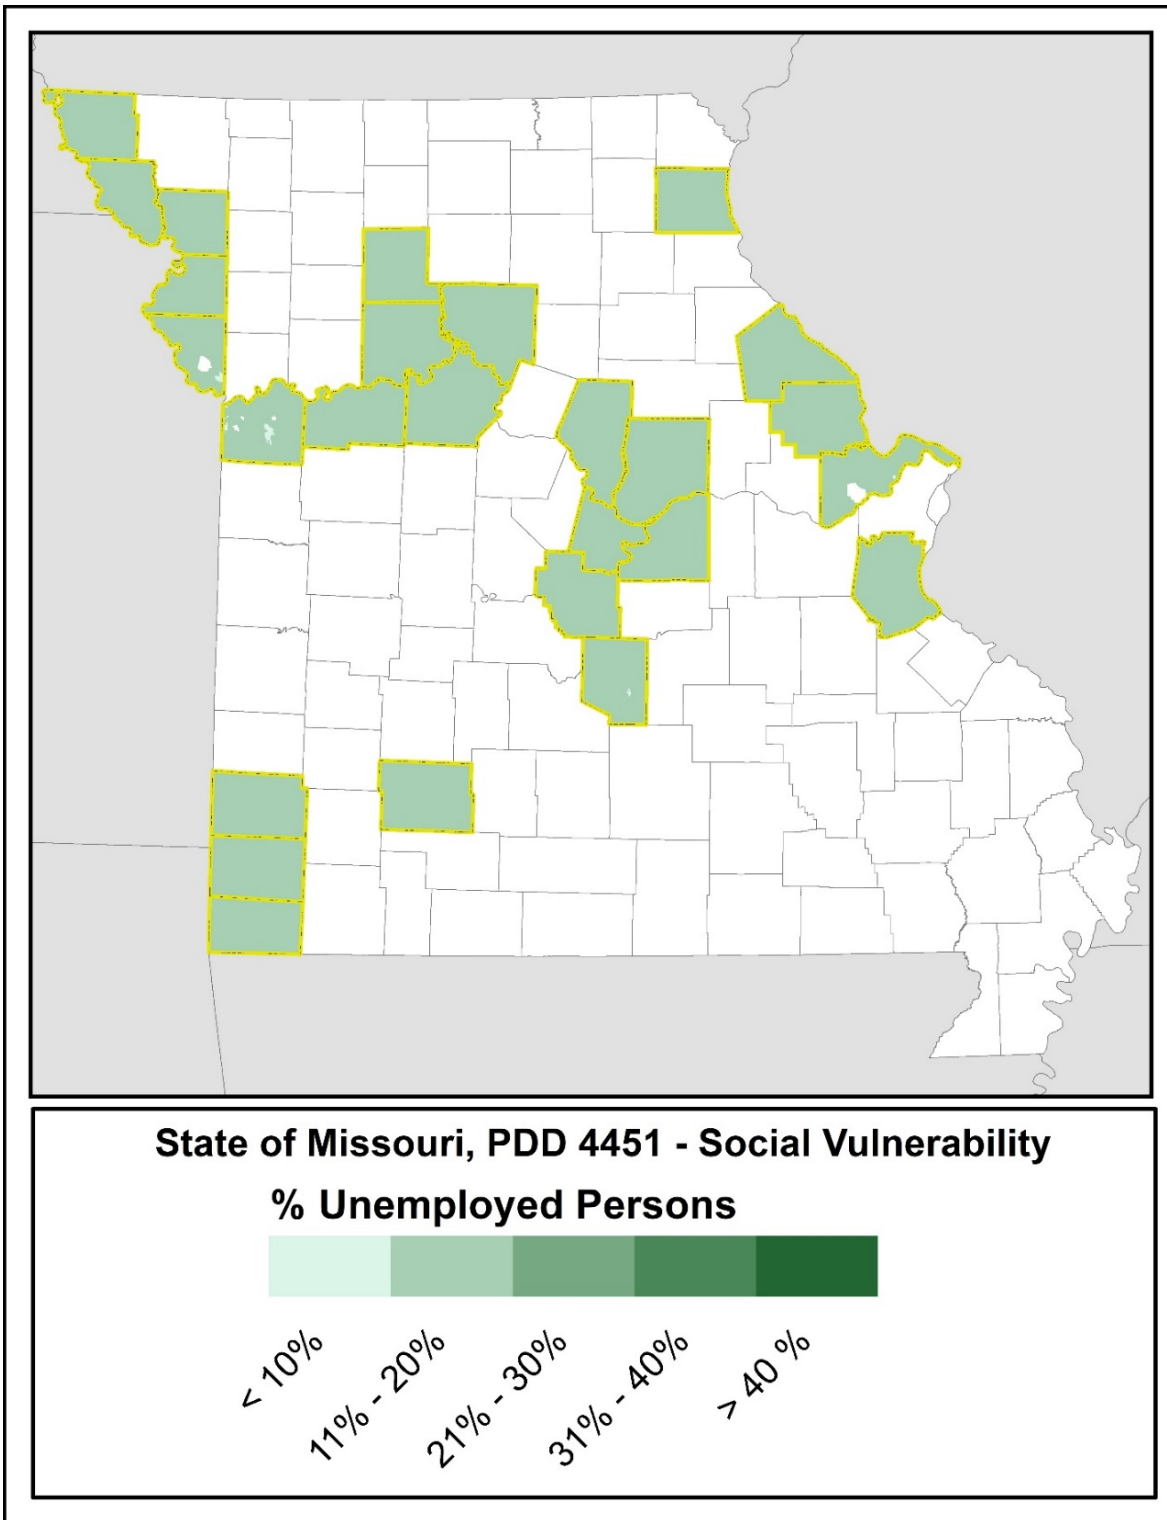 State of Missouri, PDD 4451 - Social Vulnerability
% Unemployed Persons
< 10%
11% - 20%
21% - 30%
31% - 40%
> 40 %